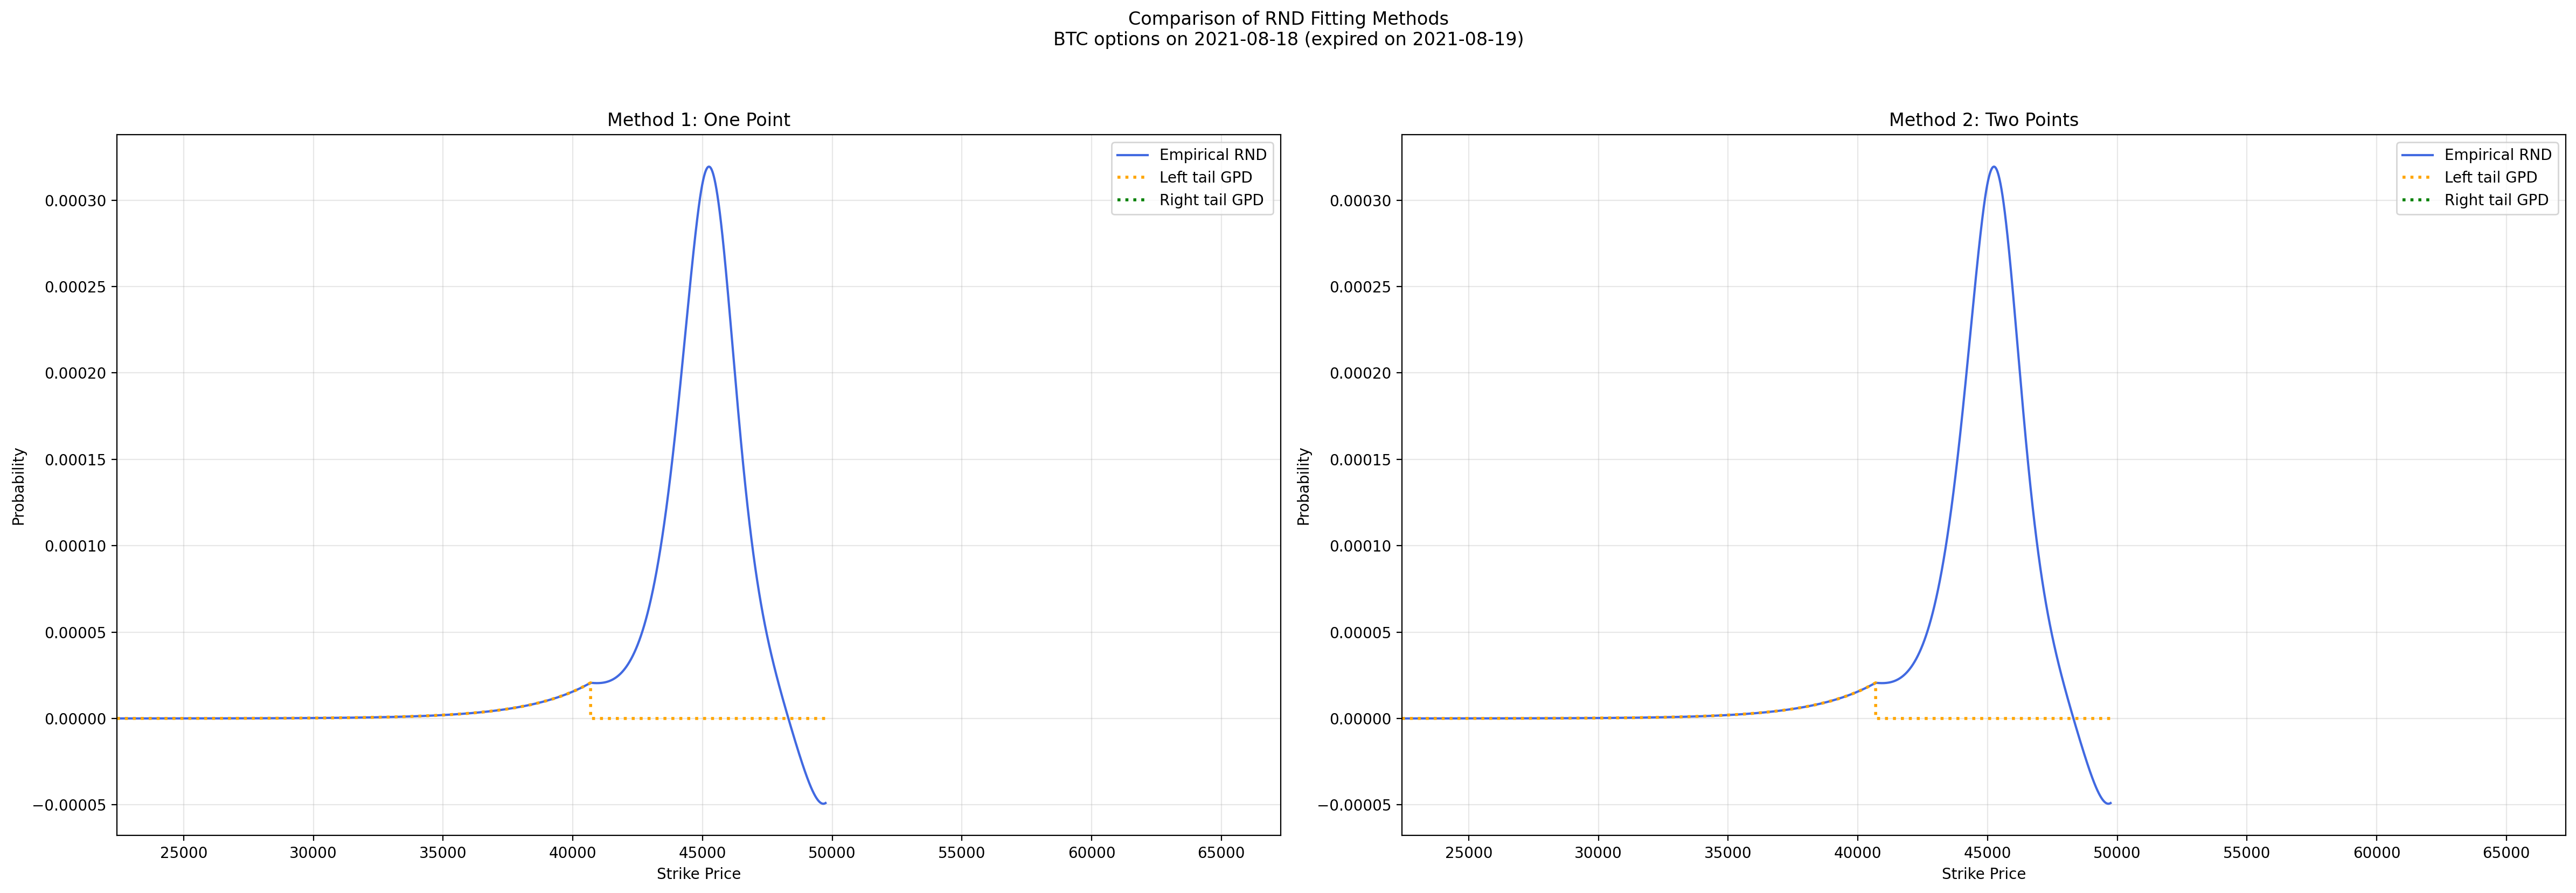 Comparison of RND Fitting Methods
BTC options on 2021-08-18 (expired on 2021-08-19)
Method 1: One Point
Empirical RND
Left tail GPD
Right tail GPD
0.00030
0.00025
0.00020
0.00015
0.00010
0.00005
0.00000
−0.00005
Probability
25000 30000 35000 40000 45000 50000 55000 60000 65000
Strike Price
Method 2: Two Points
Empirical RND
Left tail GPD
Right tail GPD
0.00030
0.00025
0.00020
0.00015
0.00010
0.00005
0.00000
−0.00005
Probability
25000 30000 35000 40000 45000 50000 55000 60000 65000
Strike Price